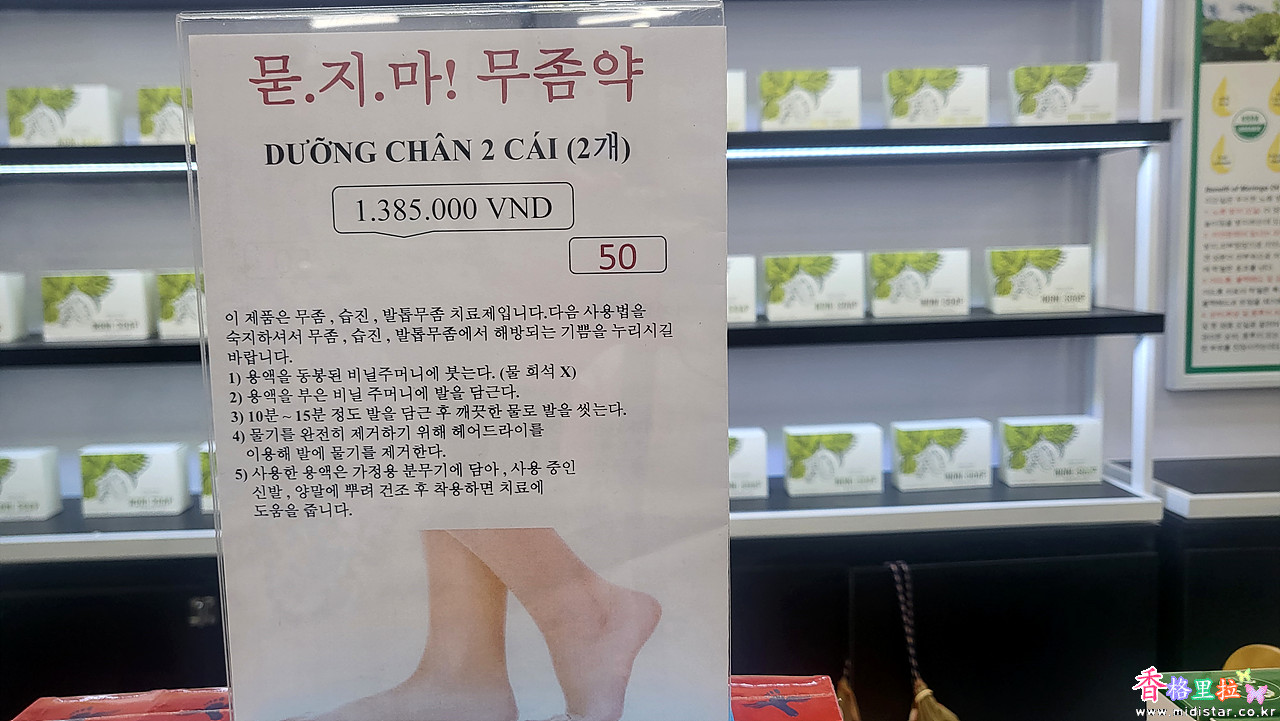 묻.지.마! 무좀약
DƯỠNG CHÂN 2 CÁI (2개)
1.385.000 VND
50
이 제품은 무좀 , 습진 , 발톱무좀 치료제입니다.다음 사용법을
숙지하셔서 무좀 , 습진 , 발톱무좀에서 해방되는 기쁨을 누리시길
바랍니다.
1) 용액을 동봉된 비닐주머니에 붓는다. (물 희석 X)
2) 용액을 부은 비닐 주머니에 발을 담근다.
3) 10분 ~ 15분 정도 발을 담근 후 깨끗한 물로 발을 씻는다.
4) 물기를 완전히 제거하기 위해 헤어드라이를
이용해 발에 물기를 제거한다.
5) 사용한 용액은 가정용 분무기에 담아 , 사용 중인
신발 , 양말에 뿌려 건조 후 착용하면 치료에
도움을 줍니다.
香格里拉
www.midistar.co.kr